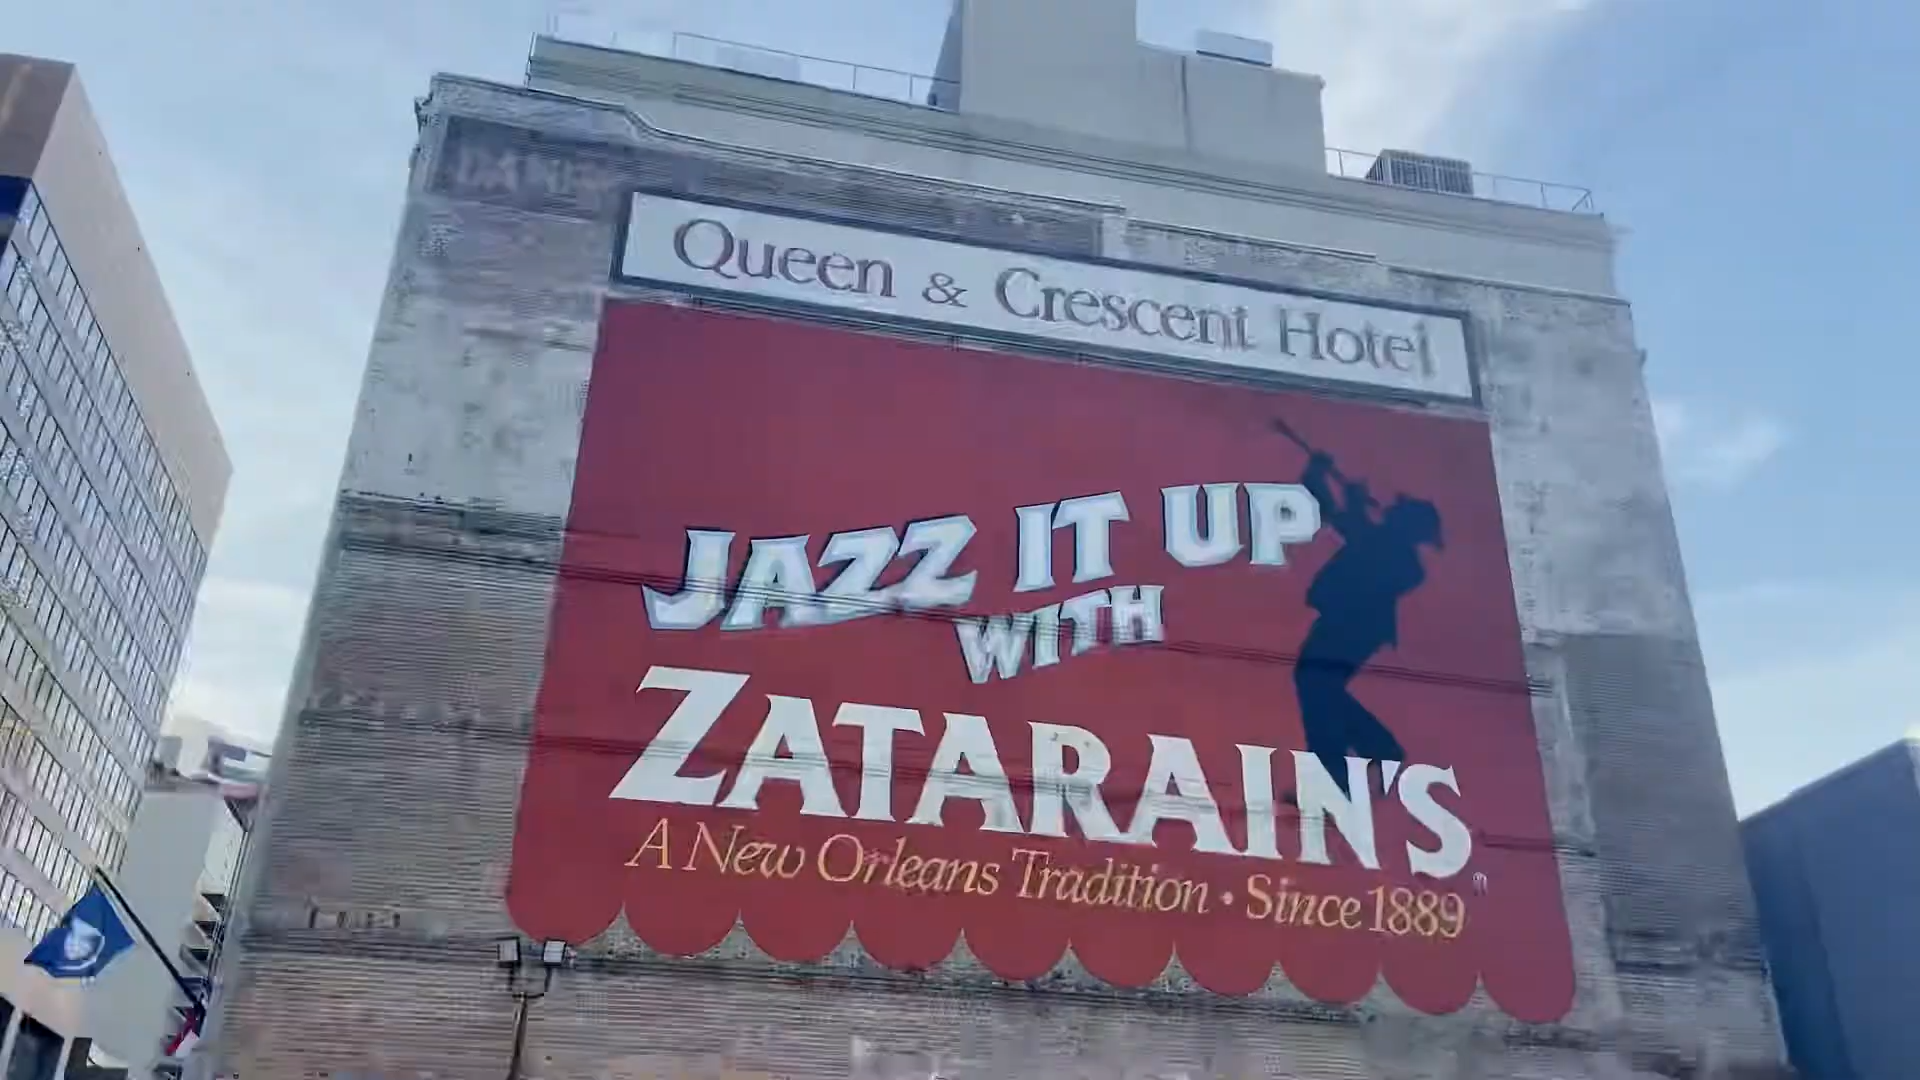 Queen & Crescent Hotel
JAZZ IT UP
WITH
ZATARAIN'S
A New Orleans Tradition • Since 1889